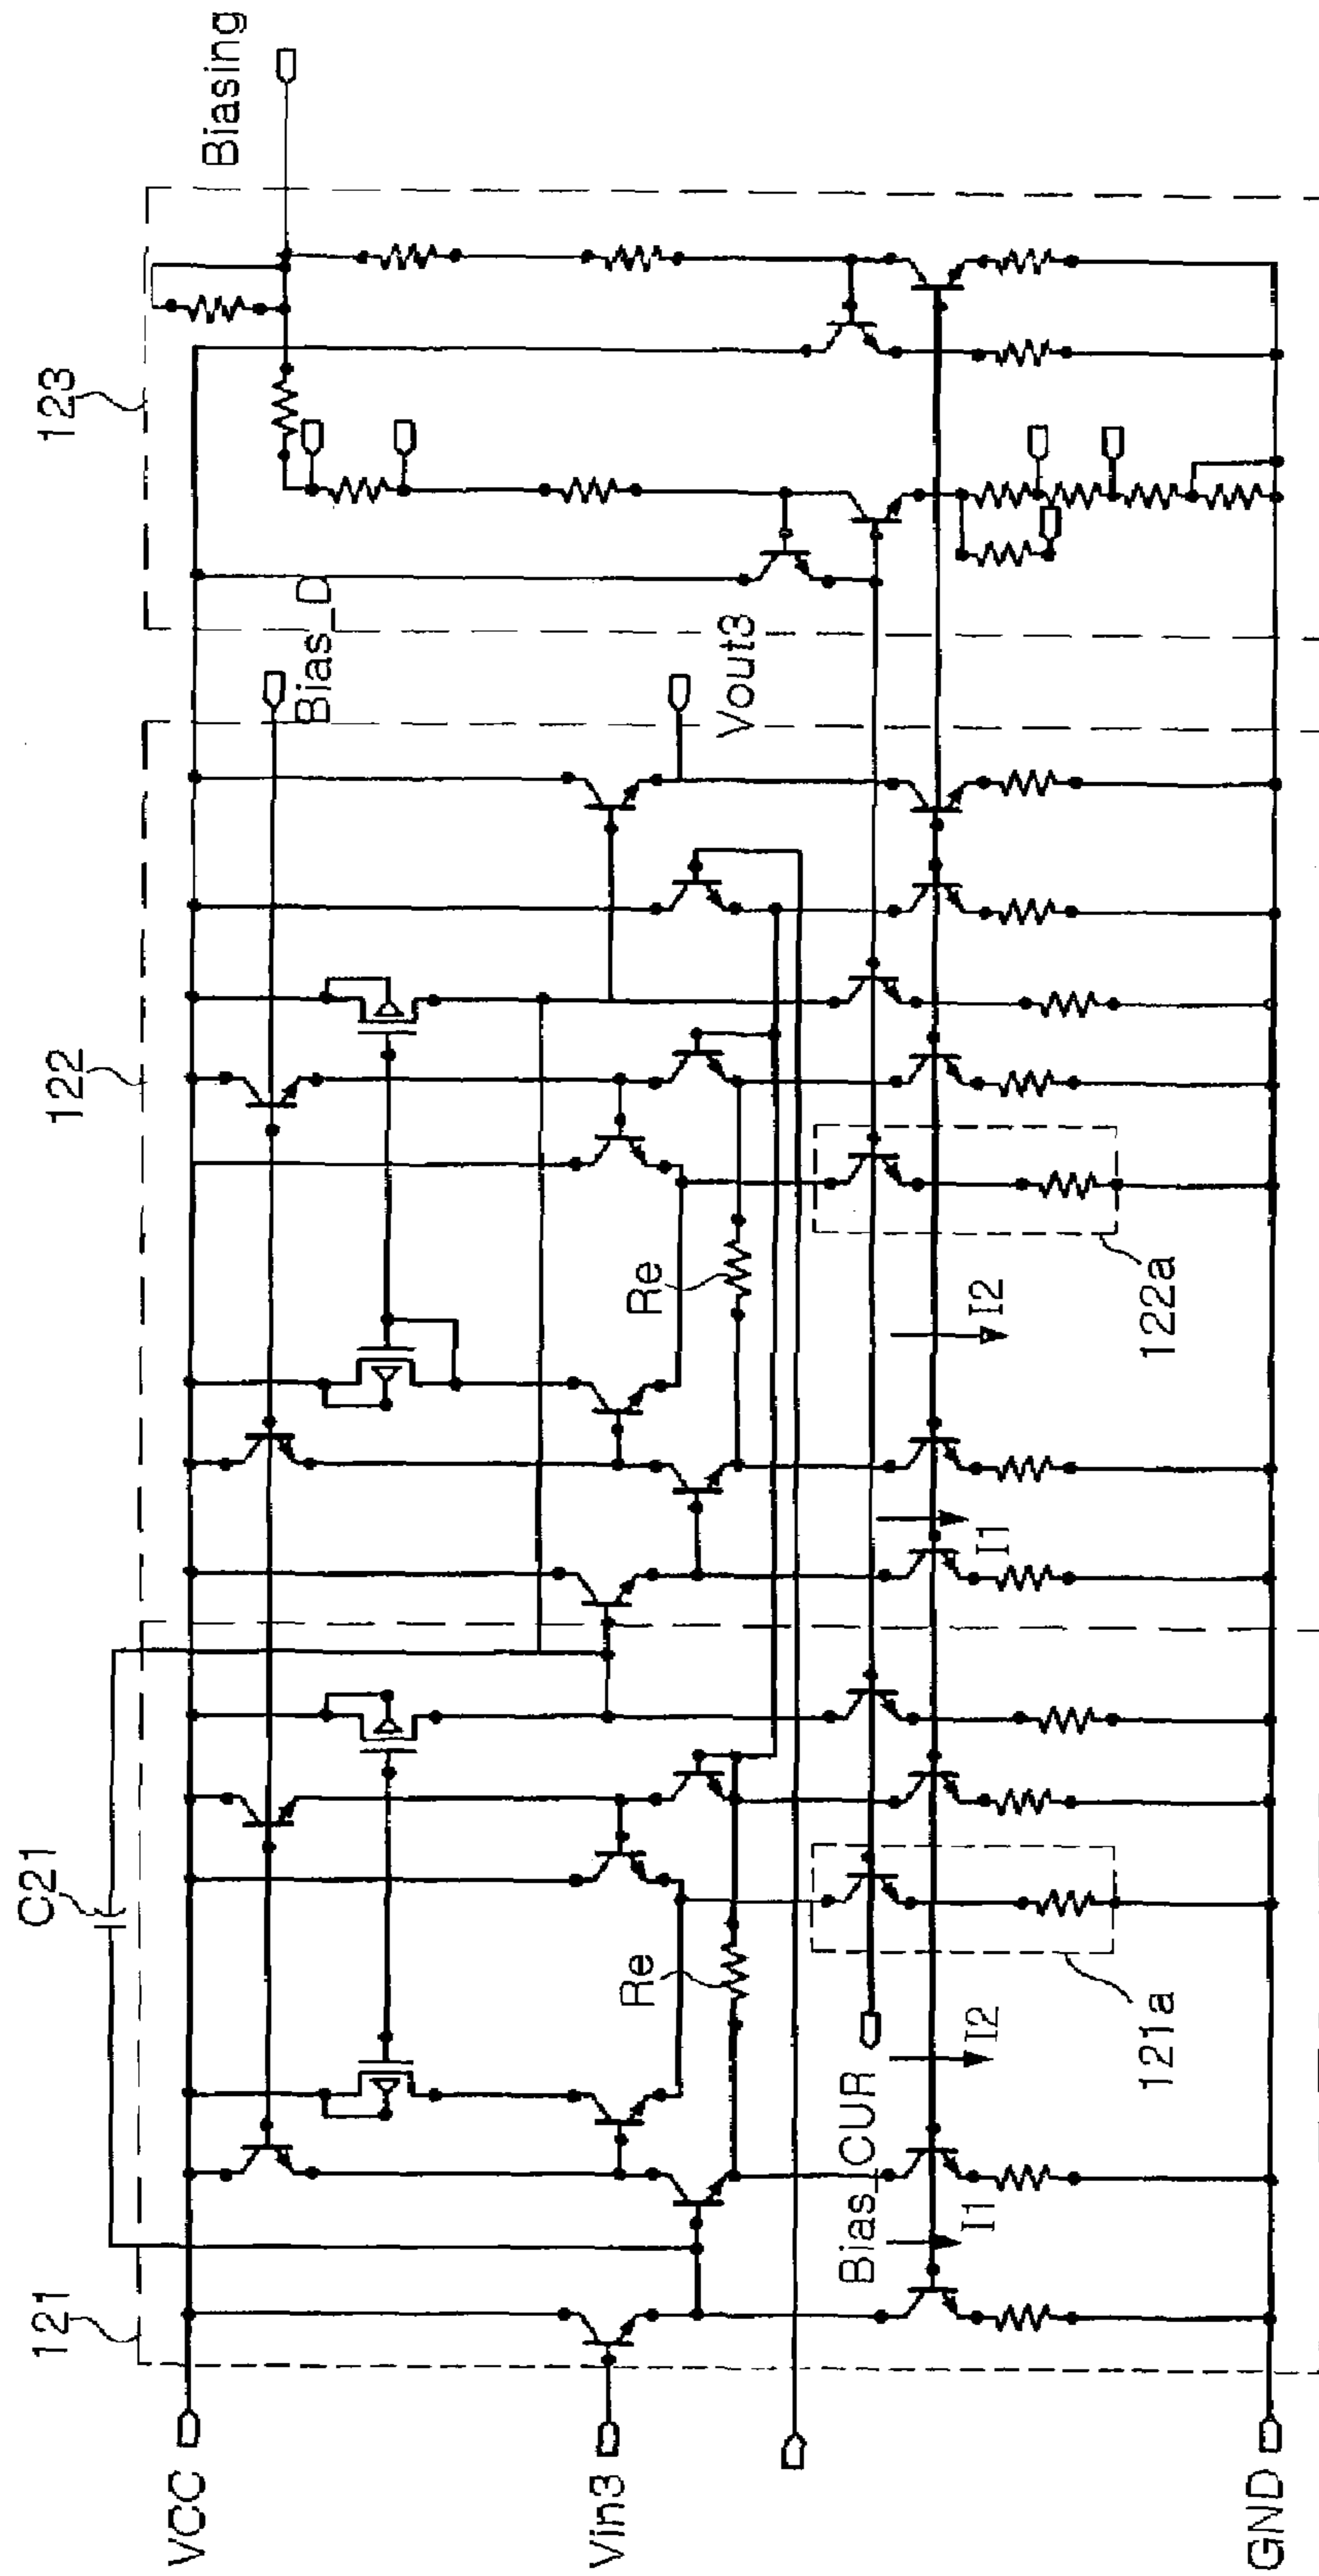 121
C21
122
123
Biasing
VCC
Bias_D
Vin3
Re
Re
Vout3
Bias_CUR
I1
I2
121a
I1
I2
122a
GND